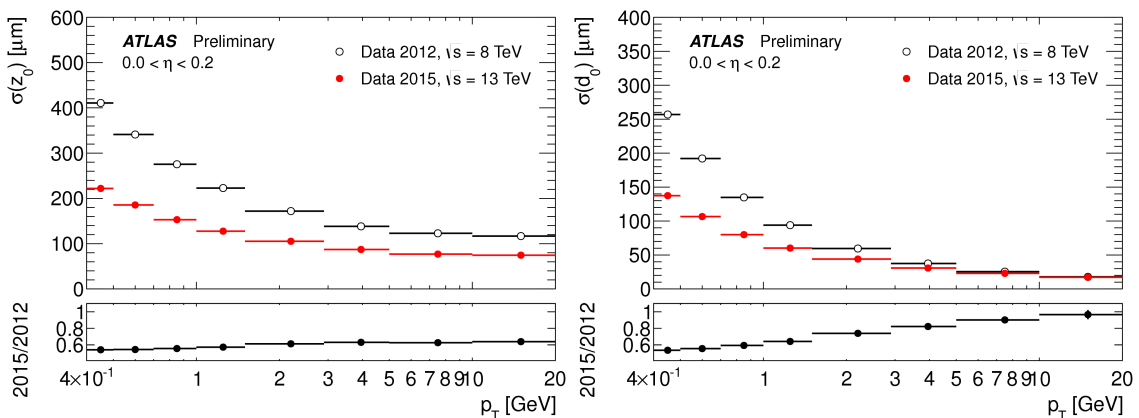 σ(z₀) [μm]
600
500
400
300
200
100
0
ATLAS Preliminary
0.0 < η < 0.2
Data 2012, √s = 8 TeV
Data 2015, √s = 13 TeV
2015/2012
1
0.8
0.6
4×10⁻¹ 1 2 3 4 5 6 7 8 9 10 20
p_T [GeV]
σ(d₀) [μm]
400
350
300
250
200
150
100
50
0
ATLAS Preliminary
0.0 < η < 0.2
Data 2012, √s = 8 TeV
Data 2015, √s = 13 TeV
2015/2012
1
0.8
0.6
4×10⁻¹ 1 2 3 4 5 6 7 8 9 10 20
p_T [GeV]